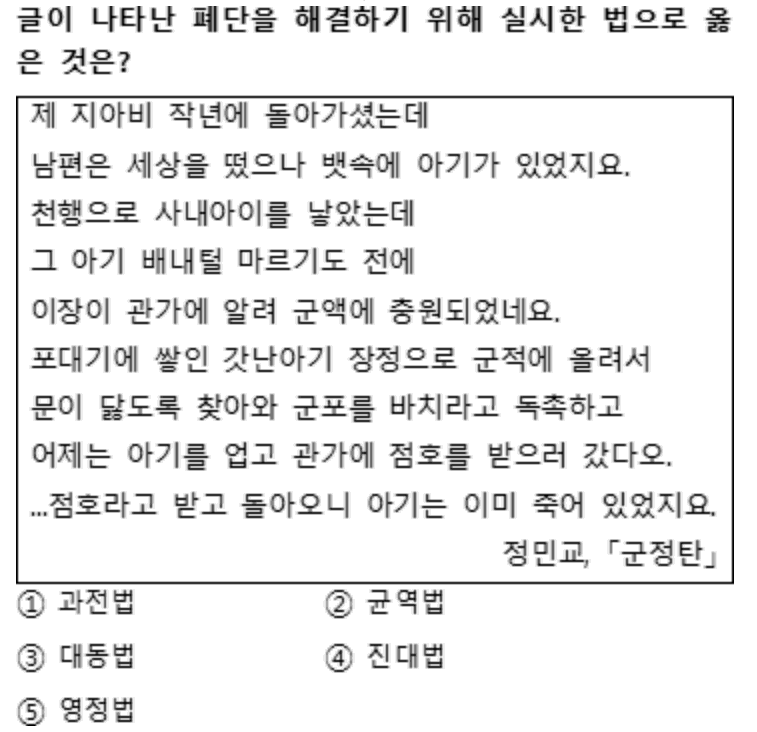 글이 나타난 폐단을 해결하기 위해 실시한 법으로 옳
은 것은?
제 지아비 작년에 돌아가셨는데
남편은 세상을 떴으나 뱃속에 아기가 있었지요.
천행으로 사내아이를 낳았는데
그 아기 배내털 마르기도 전에
이장이 관가에 알려 군액에 충원되었네요.
포대기에 쌓인 갓난아기 장정으로 군적에 올려서
문이 닳도록 찾아와 군포를 바치라고 독촉하고
어제는 아기를 업고 관가에 점호를 받으러 갔다오.
...점호라고 받고 돌아오니 아기는 이미 죽어 있었지요.
정민교, 「군정탄」
① 과전법 ② 균역법
③ 대동법 ④ 진대법
⑤ 영정법